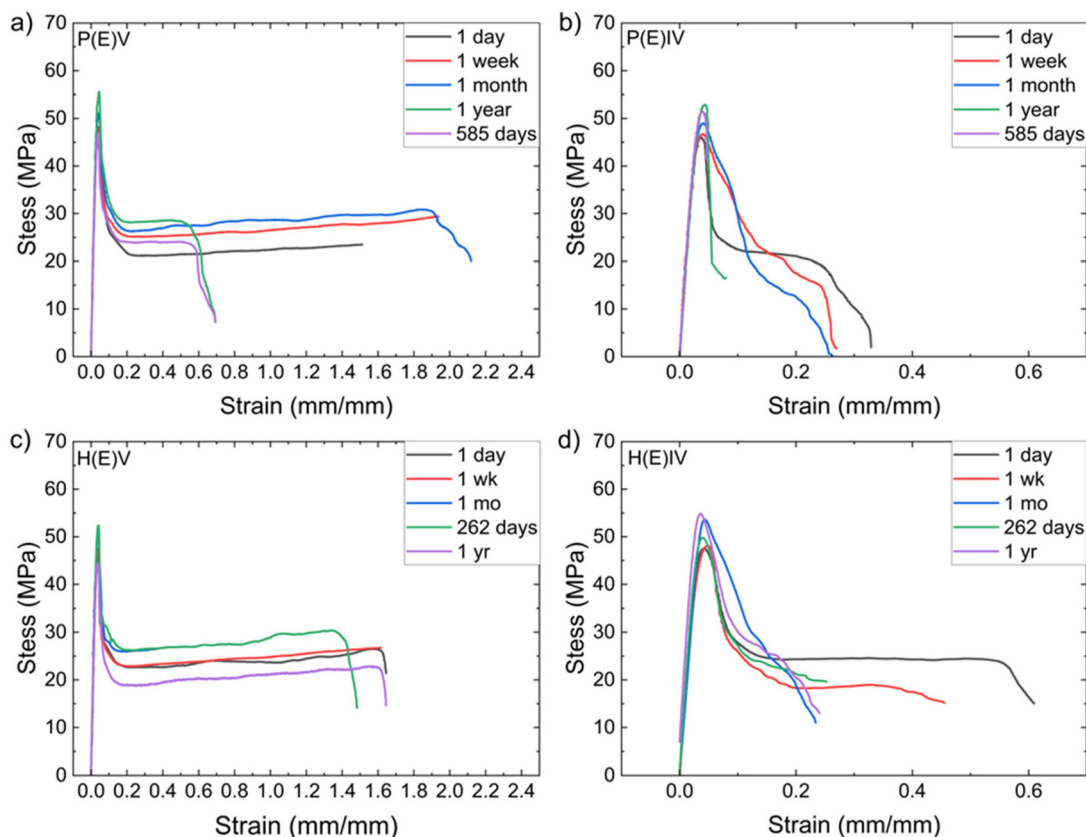 a)
P(E)V
1 day
1 week
1 month
1 year
585 days
Stess (MPa)
70
60
50
40
30
20
10
0
0.0 0.2 0.4 0.6 0.8 1.0 1.2 1.4 1.6 1.8 2.0 2.2 2.4
Strain (mm/mm)
b)
P(E)IV
1 day
1 week
1 month
1 year
585 days
Stess (MPa)
70
60
50
40
30
20
10
0
0.0 0.2 0.4 0.6
Strain (mm/mm)
c)
H(E)V
1 day
1 wk
1 mo
262 days
1 yr
Stess (MPa)
70
60
50
40
30
20
10
0
0.0 0.2 0.4 0.6 0.8 1.0 1.2 1.4 1.6 1.8 2.0 2.2 2.4
Strain (mm/mm)
d)
H(E)IV
1 day
1 wk
1 mo
262 days
1 yr
Stess (MPa)
70
60
50
40
30
20
10
0
0.0 0.2 0.4 0.6
Strain (mm/mm)